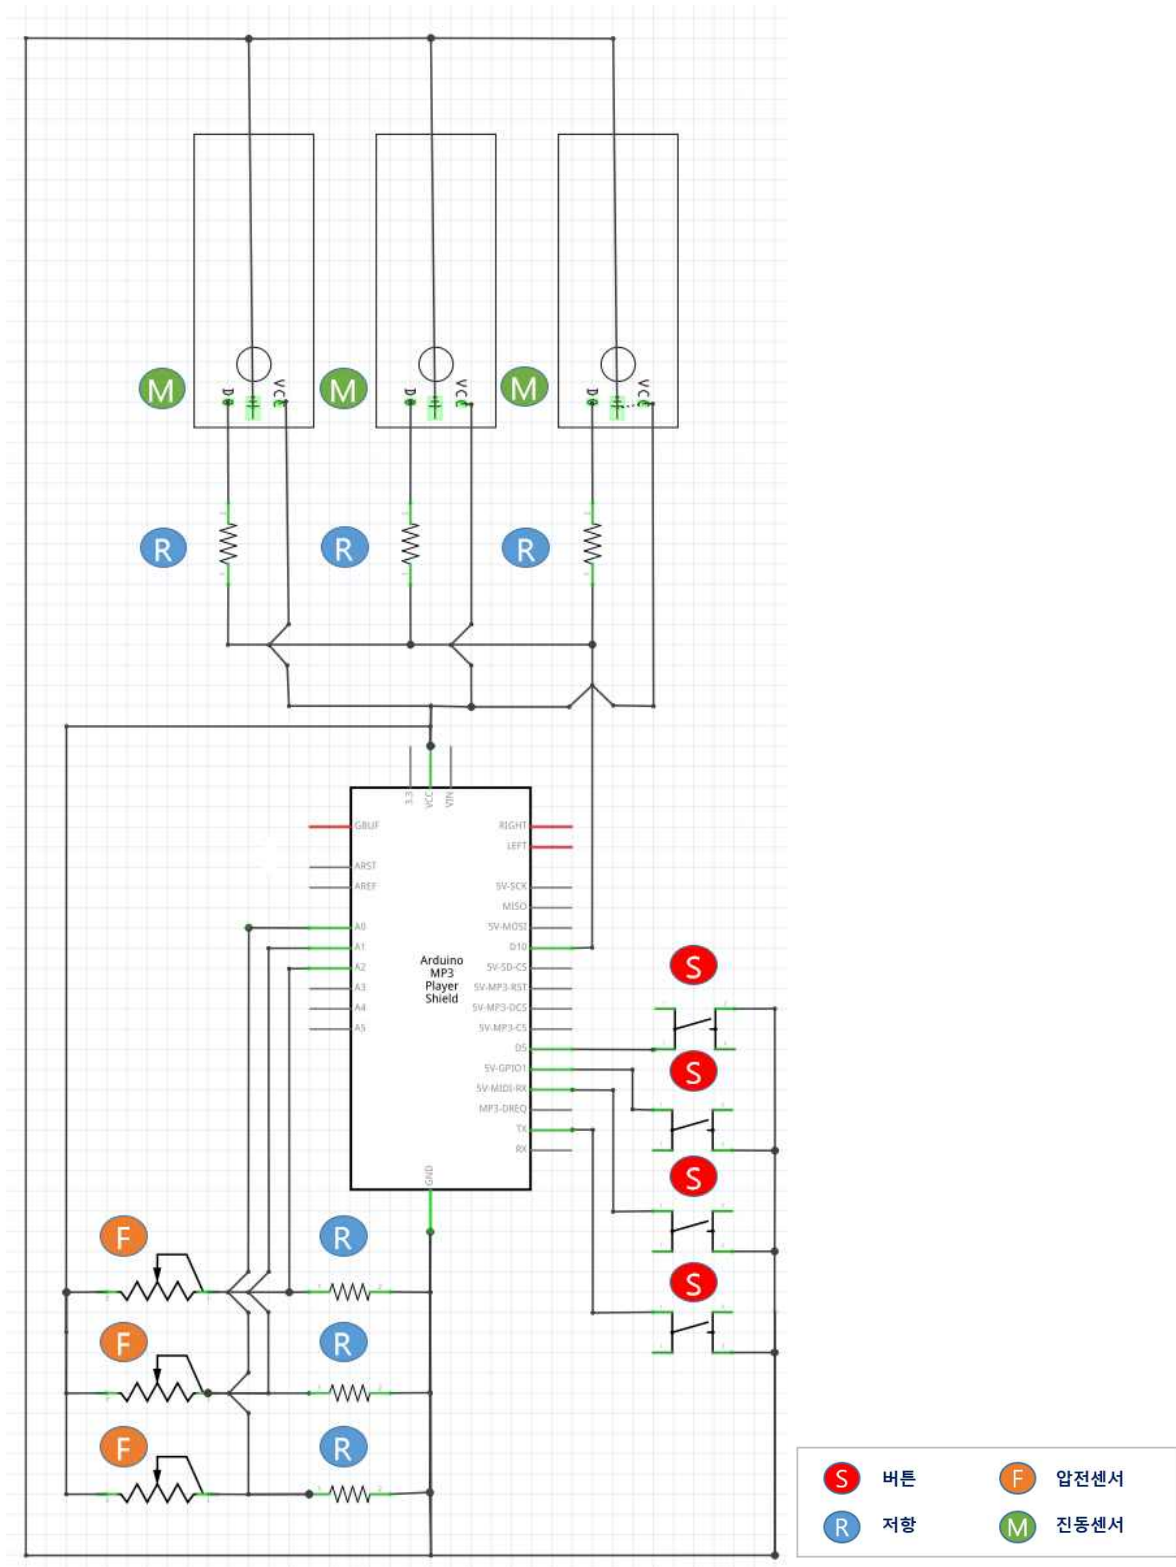 M M M
D0 VCC D0 VCC D0 VCC
R R R
3.3 VCC VIN
GBUF RIGHT
LEFT
ARST
AREF 5V-SCK
MISO
A0 5V-MOSI
A1 D10
A2 5V-SD-CS
A3 5V-MP3-RST
A4 5V-MP3-DCS
A5 5V-MP3-CS
Arduino
MP3
Player
Shield
D5
5V-GPIO1
5V-MIDI-RX
MP3-DREQ
TX
RX
GND
S
S
S
S
F R
F R
F R
S 버튼 F 압전센서
R 저항 M 진동센서